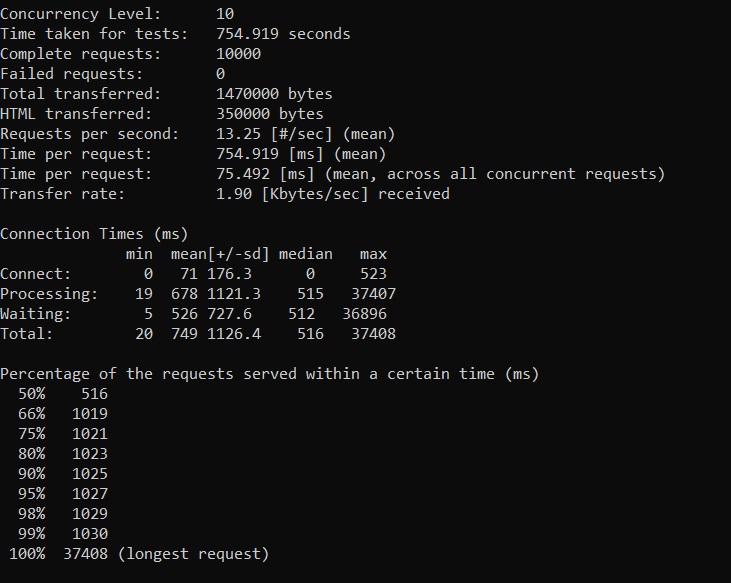 Concurrency Level:      10
Time taken for tests:   754.919 seconds
Complete requests:      10000
Failed requests:        0
Total transferred:      1470000 bytes
HTML transferred:       350000 bytes
Requests per second:    13.25 [#/sec] (mean)
Time per request:       754.919 [ms] (mean)
Time per request:       75.492 [ms] (mean, across all concurrent requests)
Transfer rate:          1.90 [Kbytes/sec] received

Connection Times (ms)
              min  mean[+/-sd] median   max
Connect:        0   71 176.3      0     523
Processing:    19  678 1121.3    515   37407
Waiting:        5  526 727.6    512   36896
Total:         20  749 1126.4    516   37408

Percentage of the requests served within a certain time (ms)
  50%    516
  66%   1019
  75%   1021
  80%   1023
  90%   1025
  95%   1027
  98%   1029
  99%   1030
 100%  37408 (longest request)